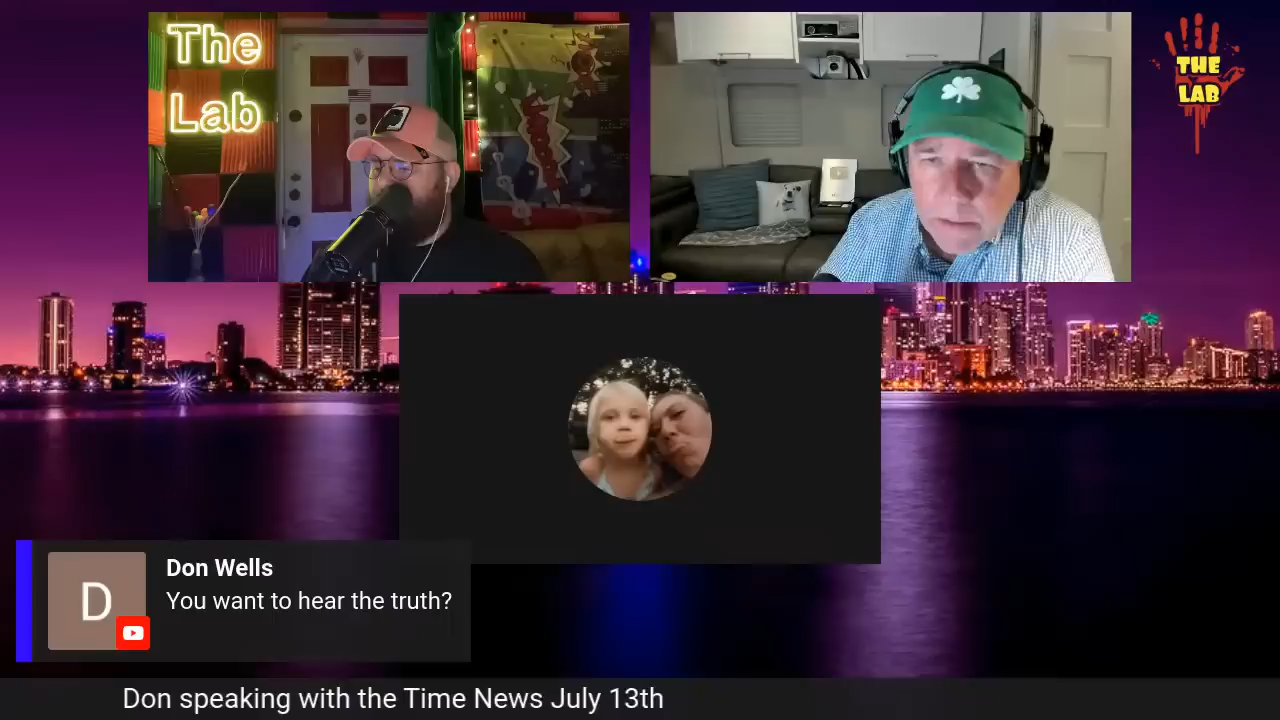 The
Lab
THE
LAB
D
Don Wells
You want to hear the truth?
Don speaking with the Time News July 13th